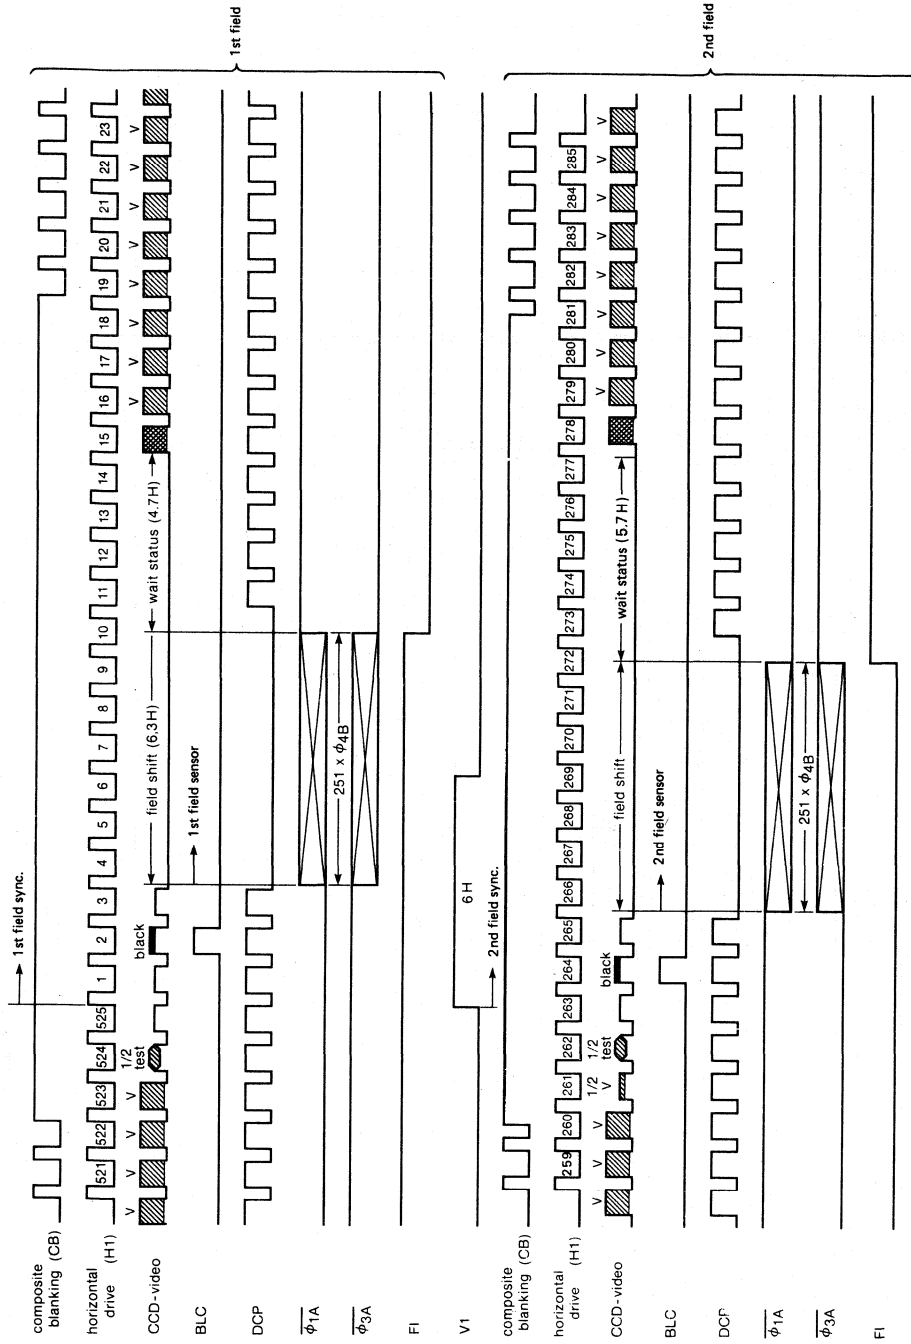 1st field
composite
blanking (CB)
→ 1st field sync.
horizontal
drive (H1)
521 522 523 524 525 1 2 3 4 5 6 7 8 9 10 11 12 13 14 15 16 17 18 19 20 21 22 23
CCD-video
V V V V 1/2 test black field shift (6,3H) wait status (4.7H) V V V V V V V V
BLC
→ 1st field sensor
DCP
φ1A
251 x φ4B
φ3A
FI
V1
6H
2nd field
→ 2nd field sync.
composite
blanking (CB)
horizontal
drive (H1)
259 260 261 262 263 264 265 266 267 268 269 270 271 272 273 274 275 276 277 278 279 280 281 282 283 284 285
CCD-video
V V V 1/2 V 1/2 test black field shift wait status (5.7H) V V V V V V V V
BLC
→ 2nd field sensor
DCP
φ1A
251 x φ4B
φ3A
FI